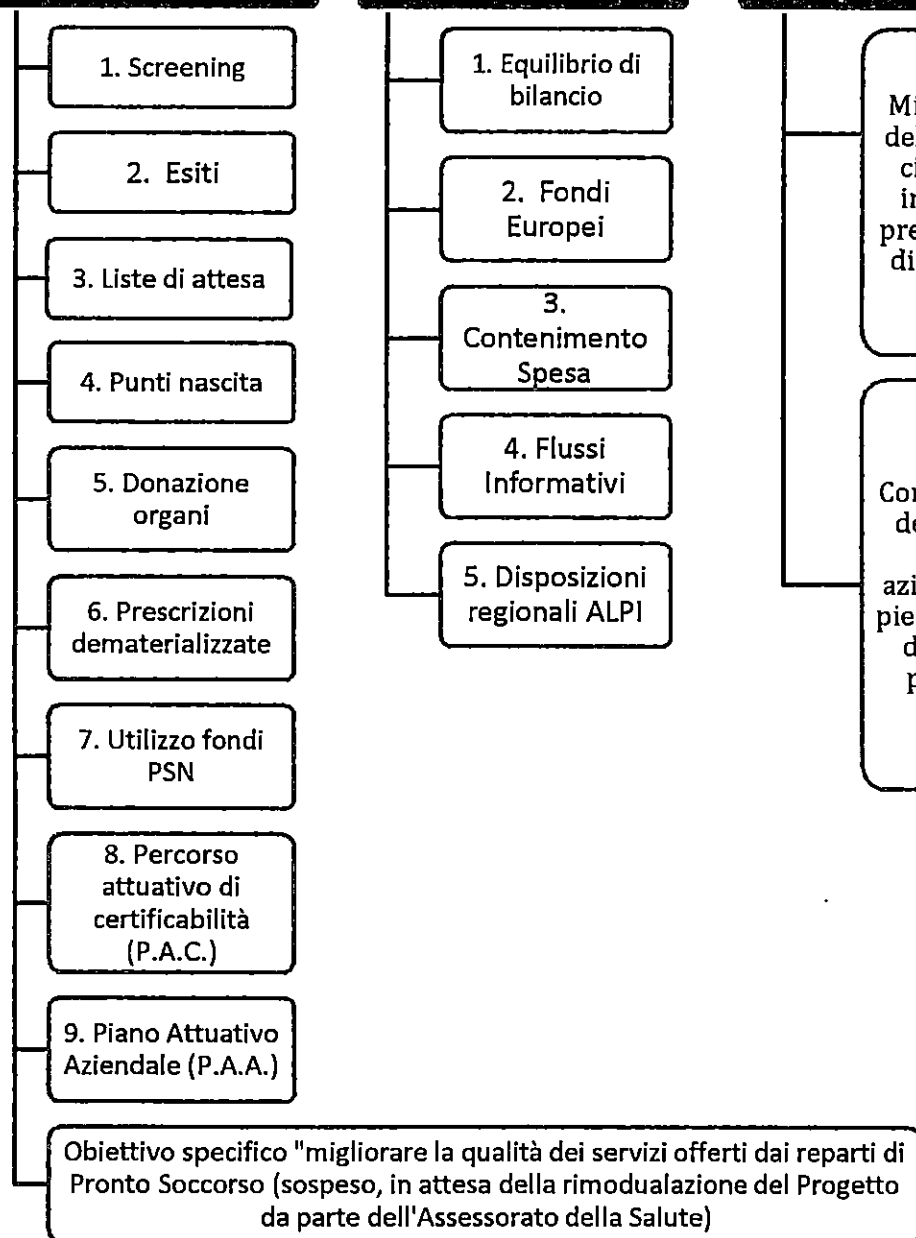 1. Screening
2. Esiti
3. Liste di attesa
4. Punti nascita
5. Donazione
organi
6. Prescrizioni
dematerializzate
7. Utilizzo fondi
PSN
8. Percorso
attuativo di
certificabilità
(P.A.C.)
9. Piano Attuativo
Aziendale (P.A.A.)
Obiettivo specifico "migliorare la qualità dei servizi offerti dai reparti di
Pronto Soccorso (sospeso, in attesa della rimodualazione del Progetto
da parte dell'Assessorato della Salute)
1. Equilibrio di
bilancio
2. Fondi
Europei
3.
Contenimento
Spesa
4. Flussi
Informativi
5. Disposizioni
regionali ALPI
di
d